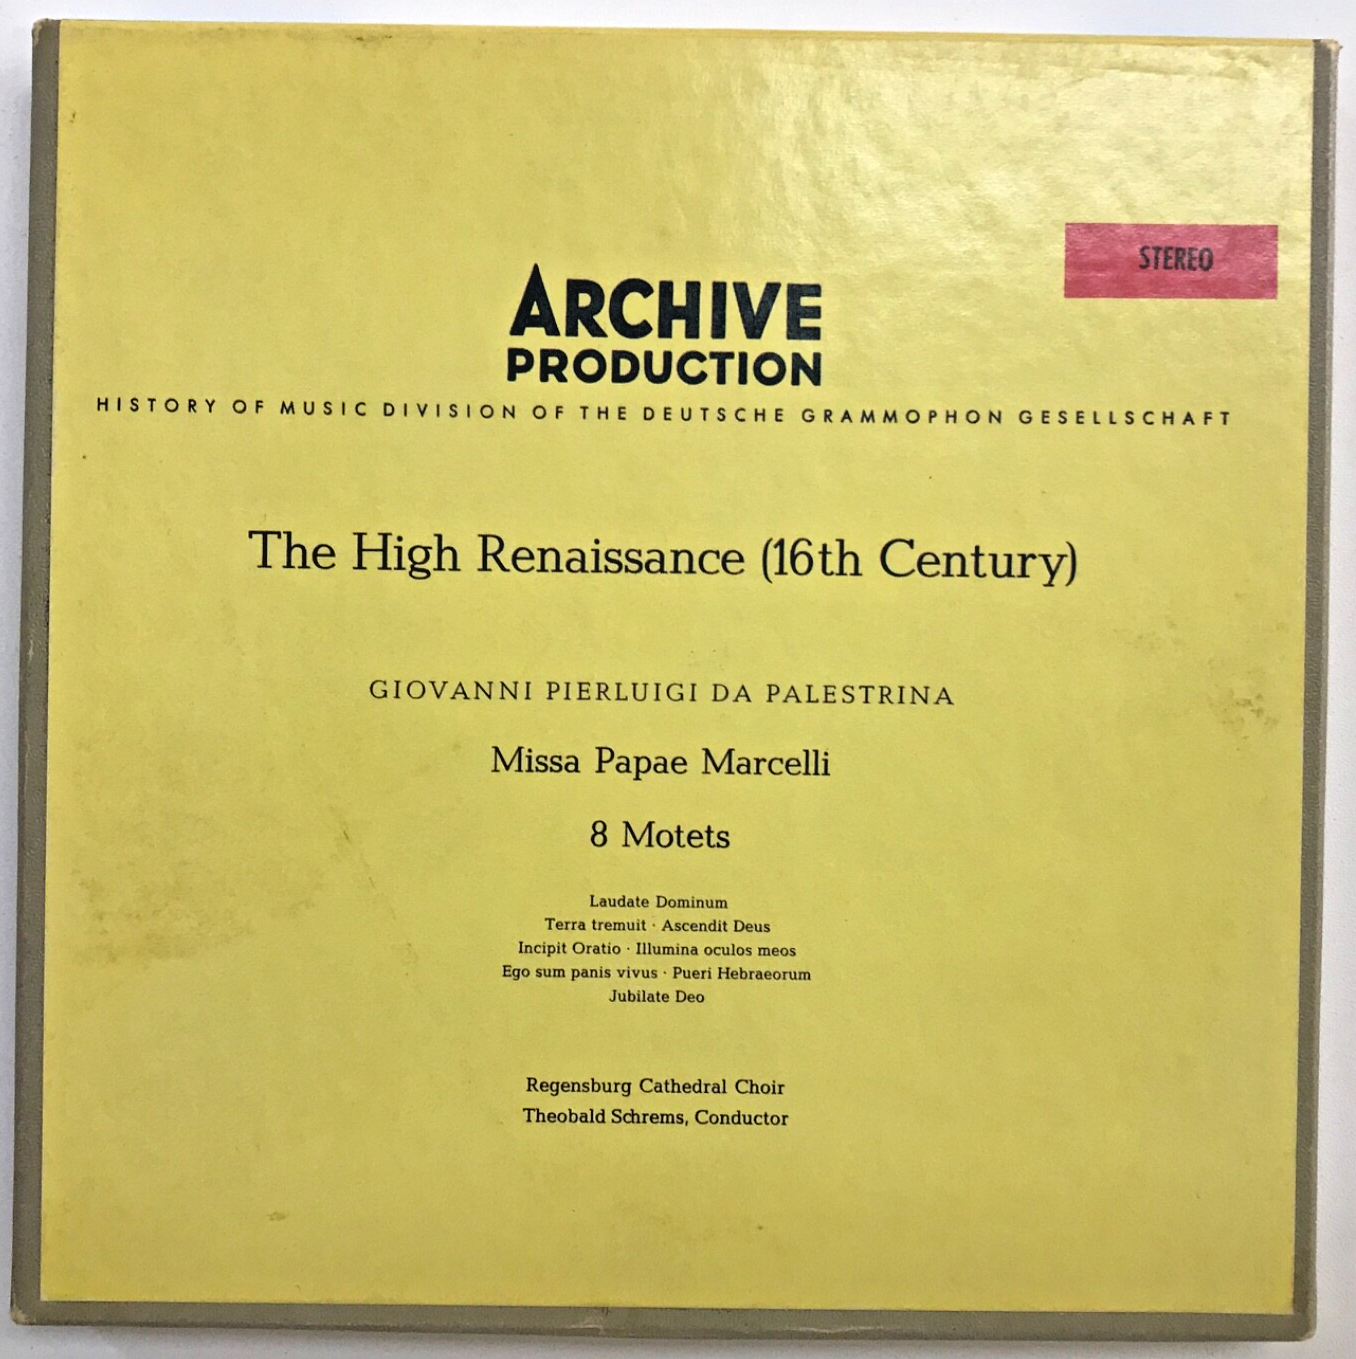 STEREO
ARCHIVE
PRODUCTION
HISTORY OF MUSIC DIVISION OF THE DEUTSCHE GRAMMOPHON GESELLSCHAFT
The High Renaissance (16th Century)
GIOVANNI PIERLUIGI DA PALESTRINA
Missa Papae Marcelli
8 Motets
Laudate Dominum
Terra tremuit · Ascendit Deus
Incipit Oratio · Illumina oculos meos
Ego sum panis vivus · Pueri Hebraeorum
Jubilate Deo
Regensburg Cathedral Choir
Theobald Schrems, Conductor